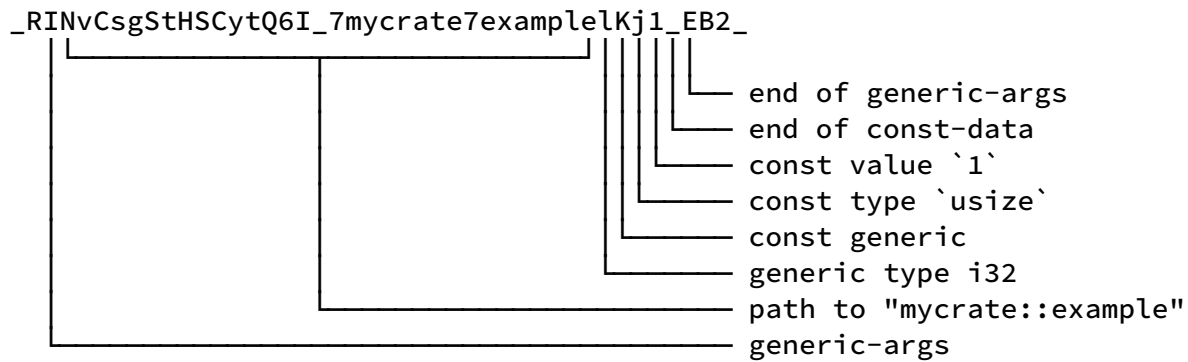 _RINvCsgStHSCytQ6I_7mycrate7examplelKj1_EB2_
end of generic-args
end of const-data
const value `1`
const type `usize`
const generic
generic type i32
path to "mycrate::example"
generic-args